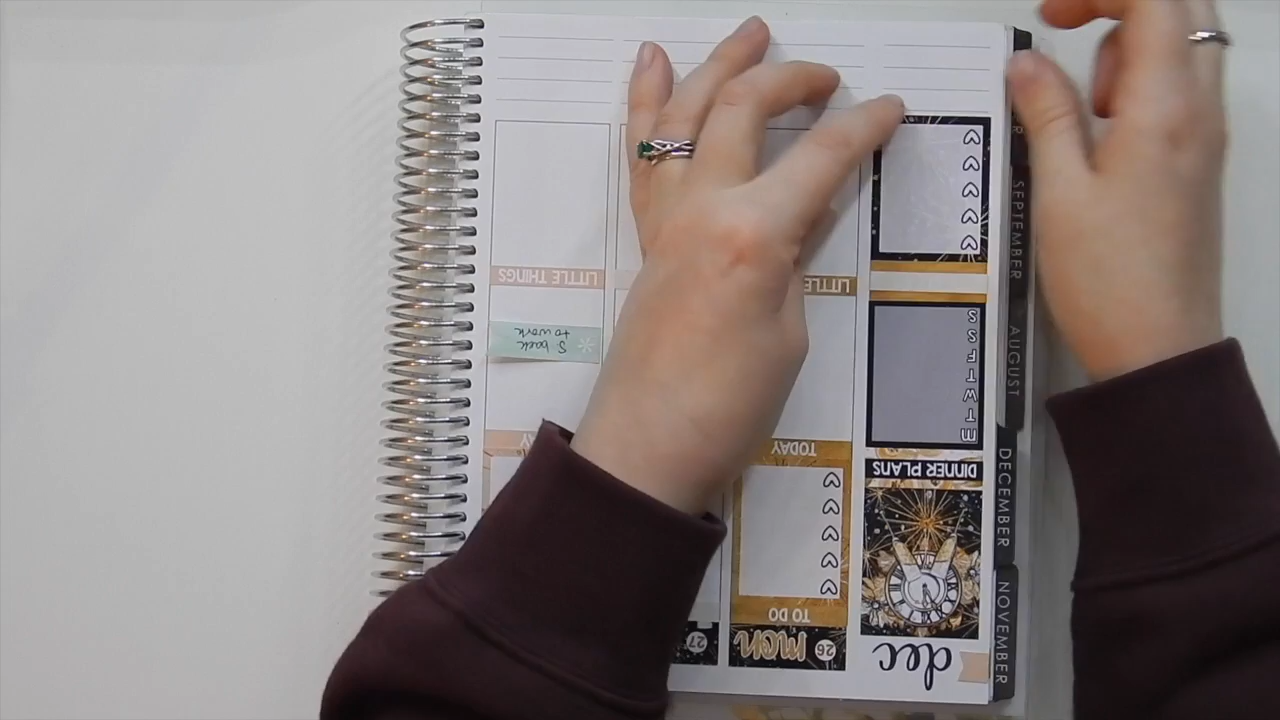 dec
26 mon
27
TO DO
DINNER PLANS
M
T
W
T
F
S
S
TODAY
S back
to work
LITTLE
LITTLE THINGS
NOVEMBER
DECEMBER
AUGUST
SEPTEMBER